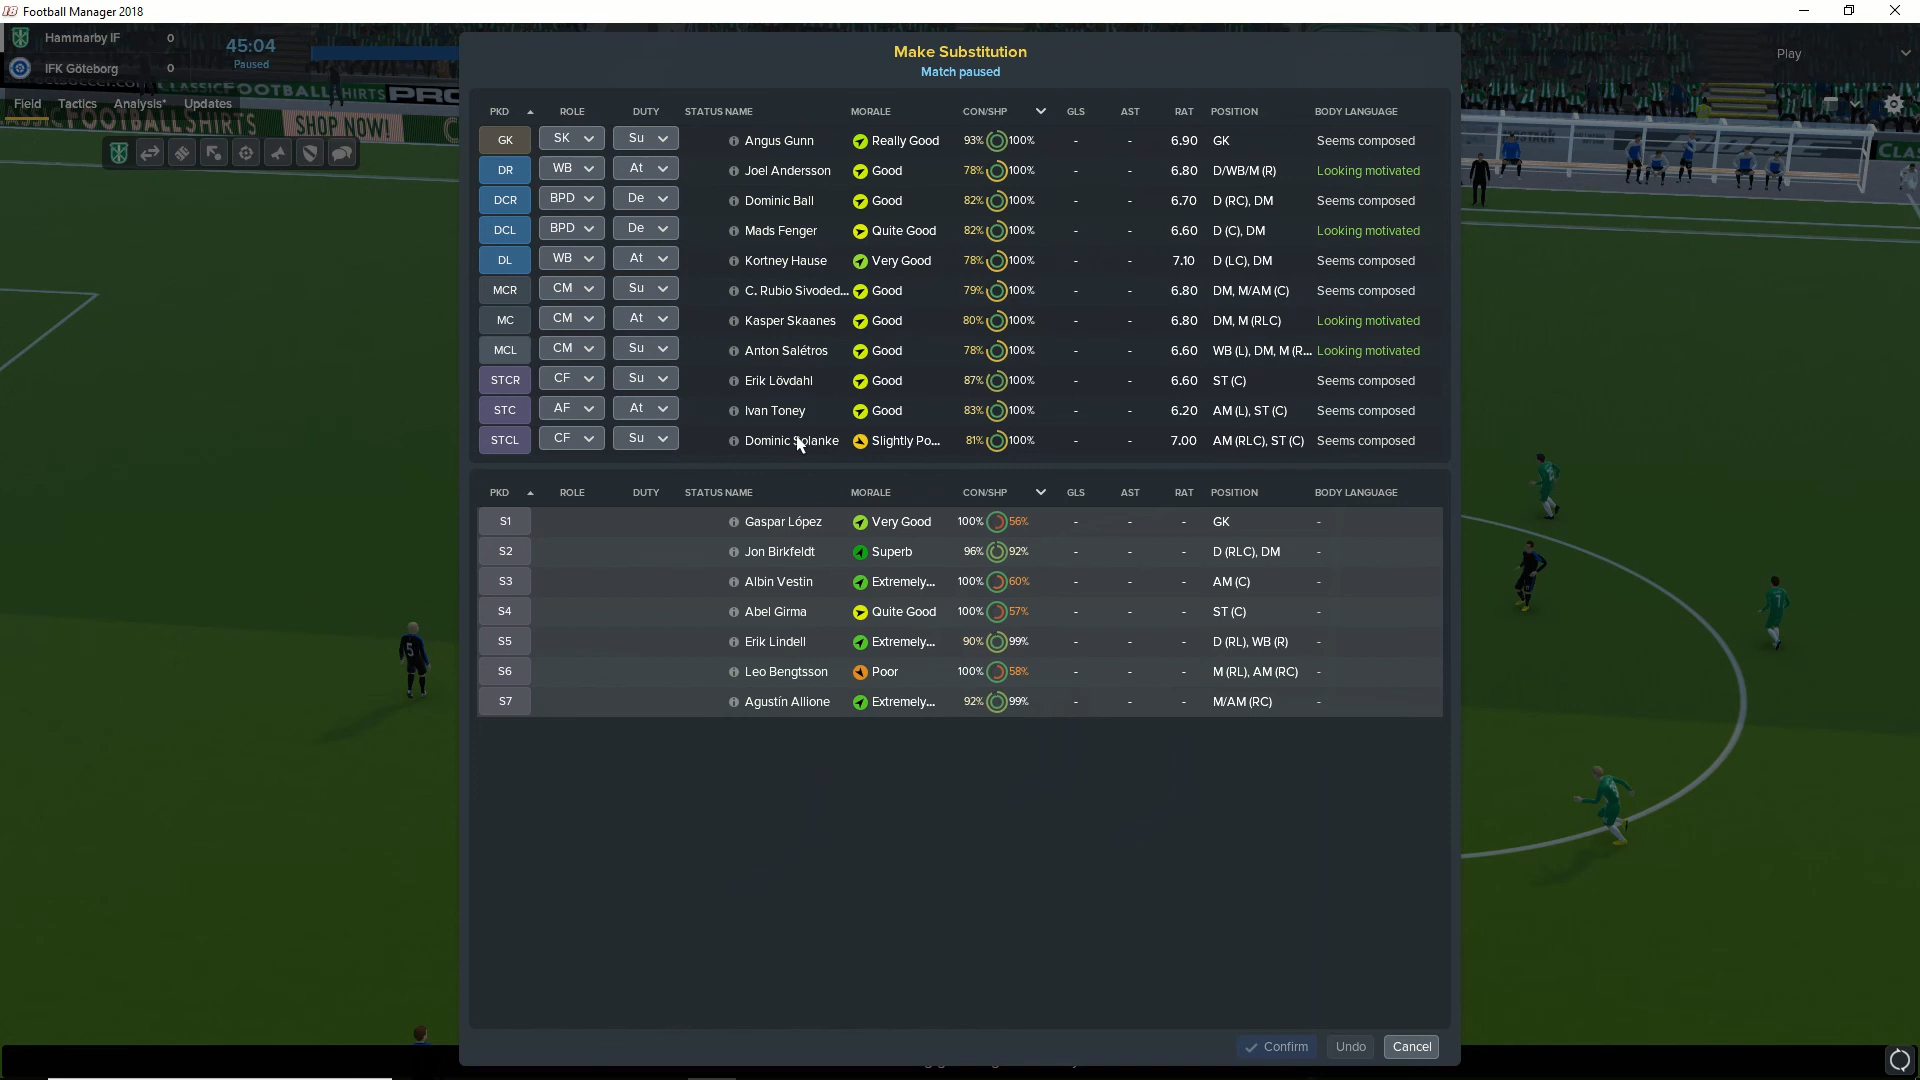 Football Manager 2018
Hammarby IF 0
IFK Göteborg 0
45:04
Paused
Play
Field Tactics Analysis* Updates
CLASSICFOOTBALLSHIRTS PRO
FOOTBALLSHIRTS SHOP NOW!
Make Substitution
Match paused
PKD ROLE DUTY STATUS NAME MORALE CON/SHP GLS AST RAT POSITION BODY LANGUAGE
GK SK Su Angus Gunn Really Good 93% 100% - - 6.90 GK Seems composed
DR WB At Joel Andersson Good 78% 100% - - 6.80 D/WB/M (R) Looking motivated
DCR BPD De Dominic Ball Good 82% 100% - - 6.70 D (RC), DM Seems composed
DCL BPD De Mads Fenger Quite Good 82% 100% - - 6.60 D (C), DM Looking motivated
DL WB At Kortney Hause Very Good 78% 100% - - 7.10 D (LC), DM Seems composed
MCR CM Su C. Rubio Sivoded... Good 79% 100% - - 6.80 DM, M/AM (C) Seems composed
MC CM At Kasper Skaanes Good 80% 100% - - 6.80 DM, M (RLC) Looking motivated
MCL CM Su Anton Salétros Good 78% 100% - - 6.60 WB (L), DM, M (R... Looking motivated
STCR CF Su Erik Lövdahl Good 87% 100% - - 6.60 ST (C) Seems composed
STC AF At Ivan Toney Good 83% 100% - - 6.20 AM (L), ST (C) Seems composed
STCL CF Su Dominic Solanke Slightly Po... 81% 100% - - 7.00 AM (RLC), ST (C) Seems composed
PKD ROLE DUTY STATUS NAME MORALE CON/SHP GLS AST RAT POSITION BODY LANGUAGE
S1 Gaspar López Very Good 100% 56% - - - GK -
S2 Jon Birkfeldt Superb 96% 92% - - - D (RLC), DM -
S3 Albin Vestin Extremely... 100% 60% - - - AM (C) -
S4 Abel Girma Quite Good 100% 57% - - - ST (C) -
S5 Erik Lindell Extremely... 90% 99% - - - D (RL), WB (R) -
S6 Leo Bengtsson Poor 100% 58% - - - M (RL), AM (RC) -
S7 Agustín Allione Extremely... 92% 99% - - - M/AM (RC) -
5
7
Confirm Undo Cancel